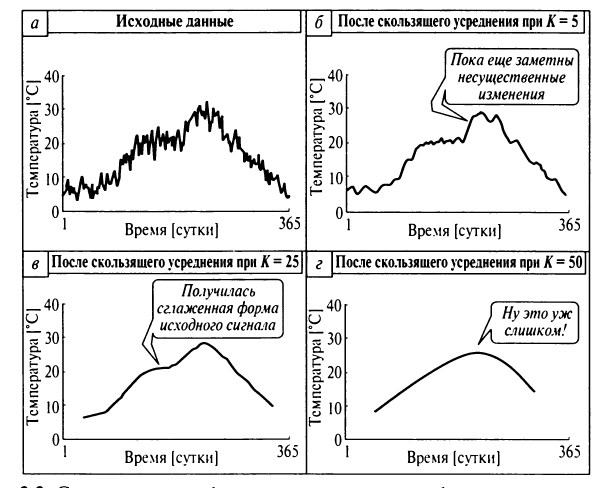 а Исходные данные
Температура [°C]
40
30
20
10
0
1 365
Время [сутки]
б После скользящего усреднения при K = 5
Пока еще заметны
несущественные
изменения
Температура [°C]
40
30
20
10
0
1 365
Время [сутки]
в После скользящего усреднения при K = 25
Получилась
сглаженная форма
исходного сигнала
Температура [°C]
40
30
20
10
0
1 365
Время [сутки]
г После скользящего усреднения при K = 50
Ну это уж
слишком!
Температура [°C]
40
30
20
10
0
1 365
Время [сутки]